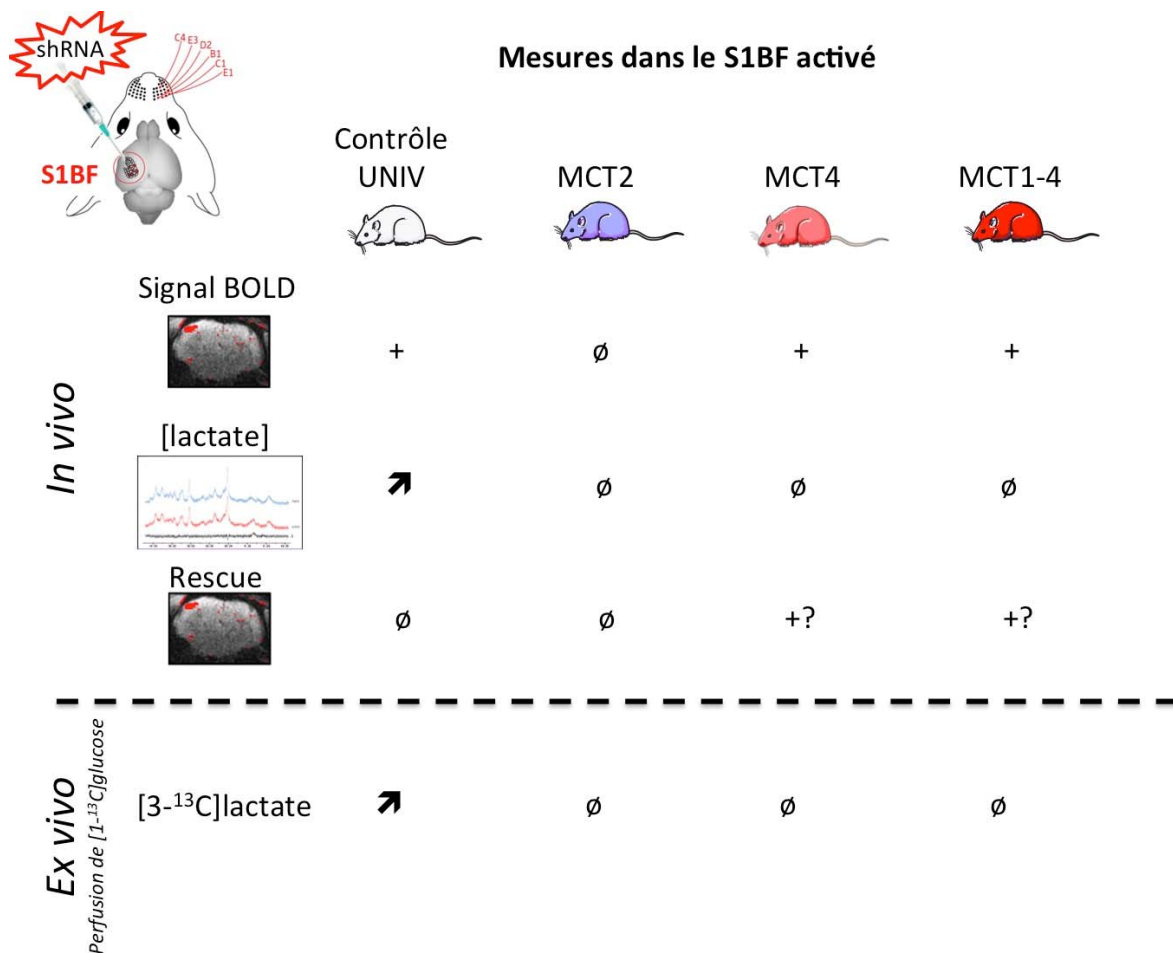 shRNA
C4 E3 D2 B1 C1 E1
S1BF
Mesures dans le S1BF activé
Contrôle
UNIV
MCT2
MCT4
MCT1-4
In vivo
Signal BOLD
+ ø + +
[lactate]
↗ ø ø ø
Rescue
ø ø +? +?
Ex vivo
Perfusion de [1-¹³C]glucose
[3-¹³C]lactate
↗ ø ø ø